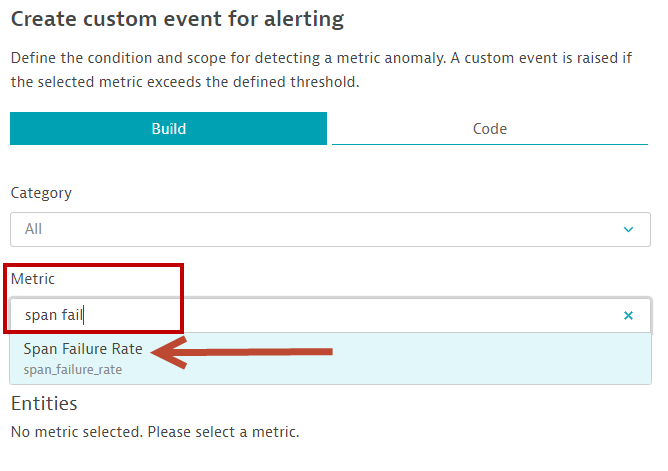 Create custom event for alerting
Define the condition and scope for detecting a metric anomaly. A custom event is raised if
the selected metric exceeds the defined threshold.
Build
Code
Category
All
Metric
span fail
Span Failure Rate
span_failure_rate
Entities
No metric selected. Please select a metric.